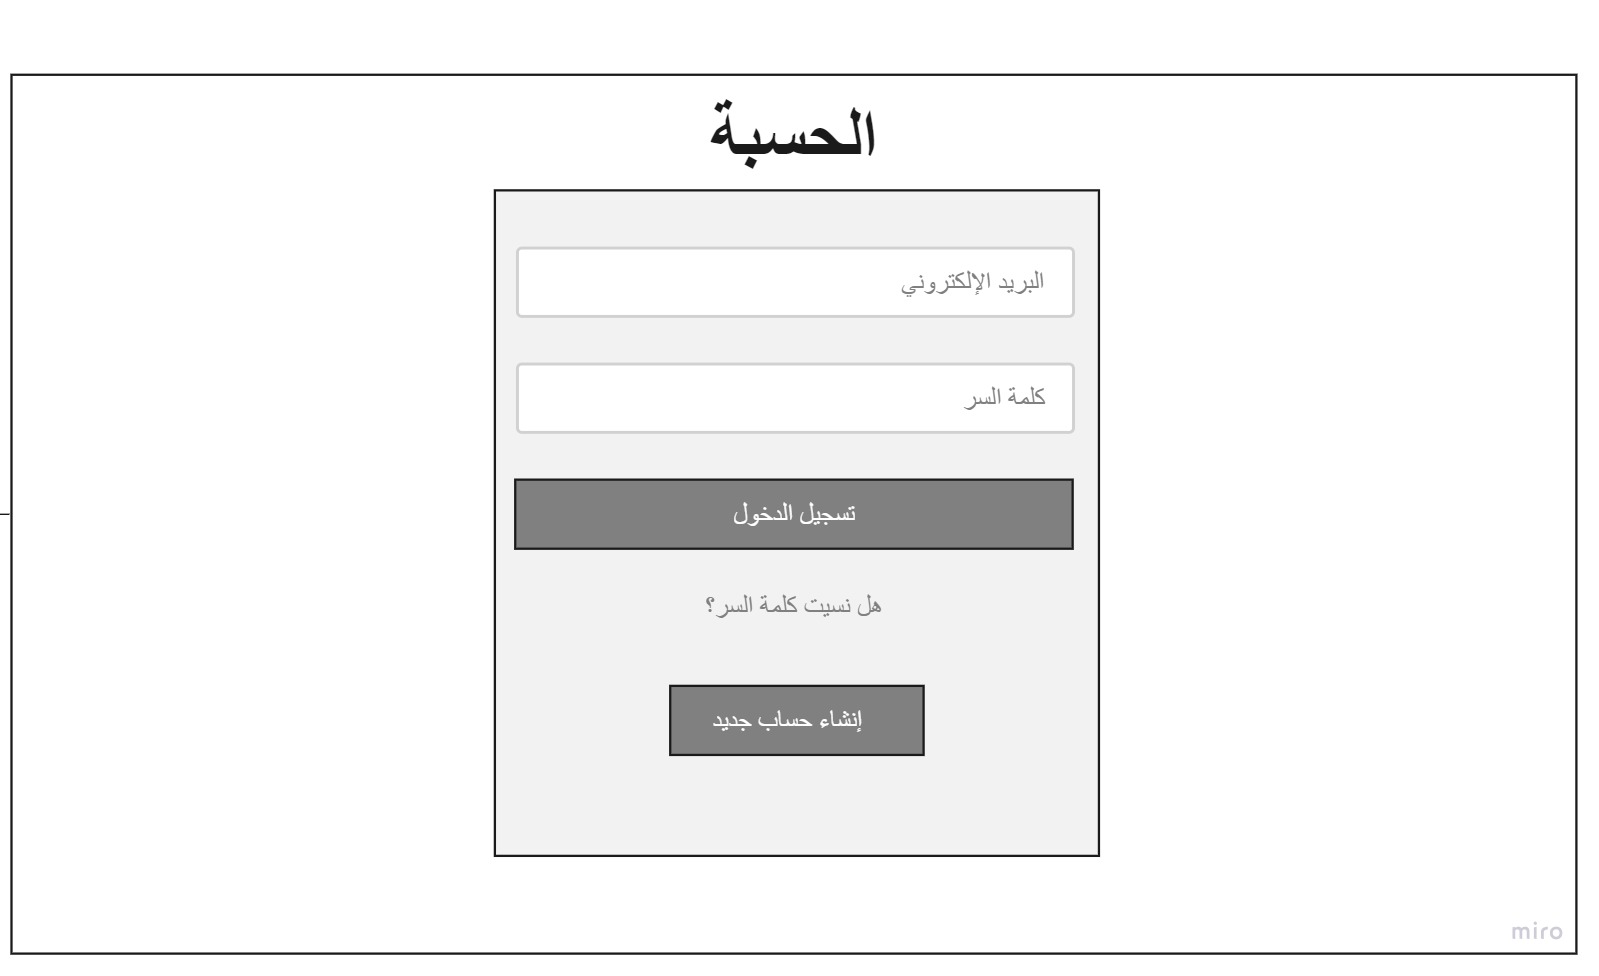 الحسبة
البريد الإلكتروني
كلمة السر
تسجيل الدخول
هل نسيت كلمة السر؟
إنشاء حساب جديد
miro